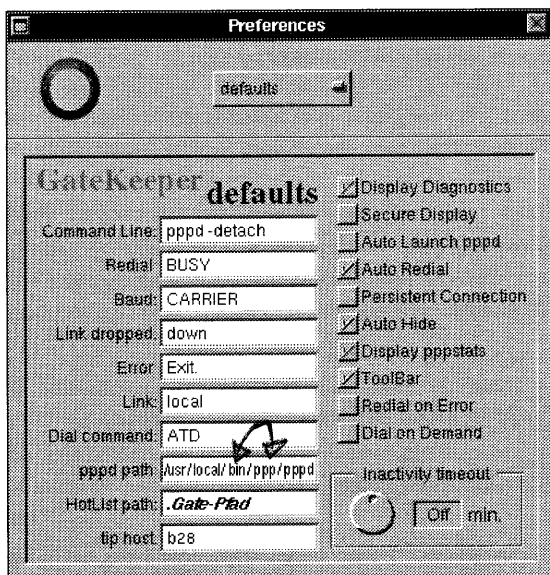 Preferences
defaults
GateKeeper defaults
Command Line: pppd -detach
Redial BUSY
Baud: CARRIER
Link dropped: down
Error Exit.
Link: local
Dial command: ATD
pppd path: /usr/local/bin/ppp/pppd
HotList path: .Gate-Pfad
tip host: b28
Display Diagnostics
Secure Display
Auto Launch pppd
Auto Redial
Persistent Connection
Auto Hide
Display pppstats
ToolBar
Redial on Error
Dial on Demand
Inactivity timeout
Off min.